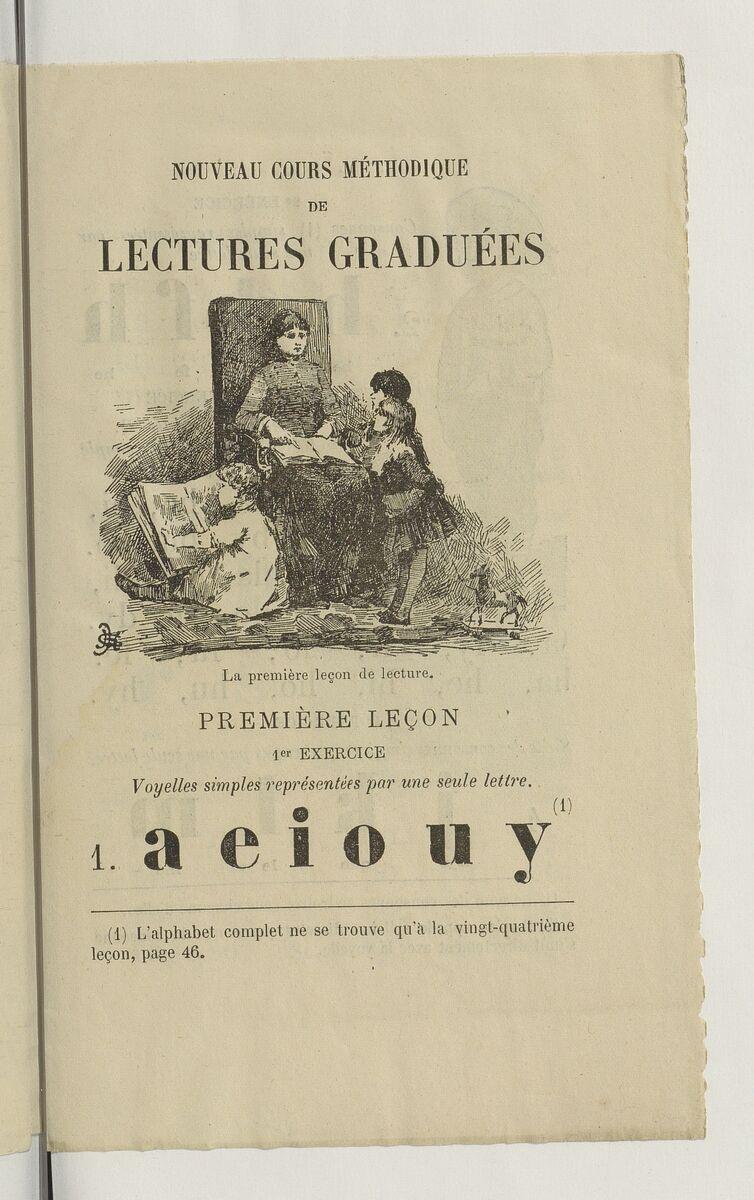 NOUVEAU COURS MÉTHODIQUE
DE
LECTURES GRADUÉES
La première leçon de lecture.
PREMIÈRE LEÇON
1er EXERCICE
Voyelles simples représentées par une seule lettre.
1. a e i o u y (1)
(1) L'alphabet complet ne se trouve qu'à la vingt-quatrième
leçon, page 46.